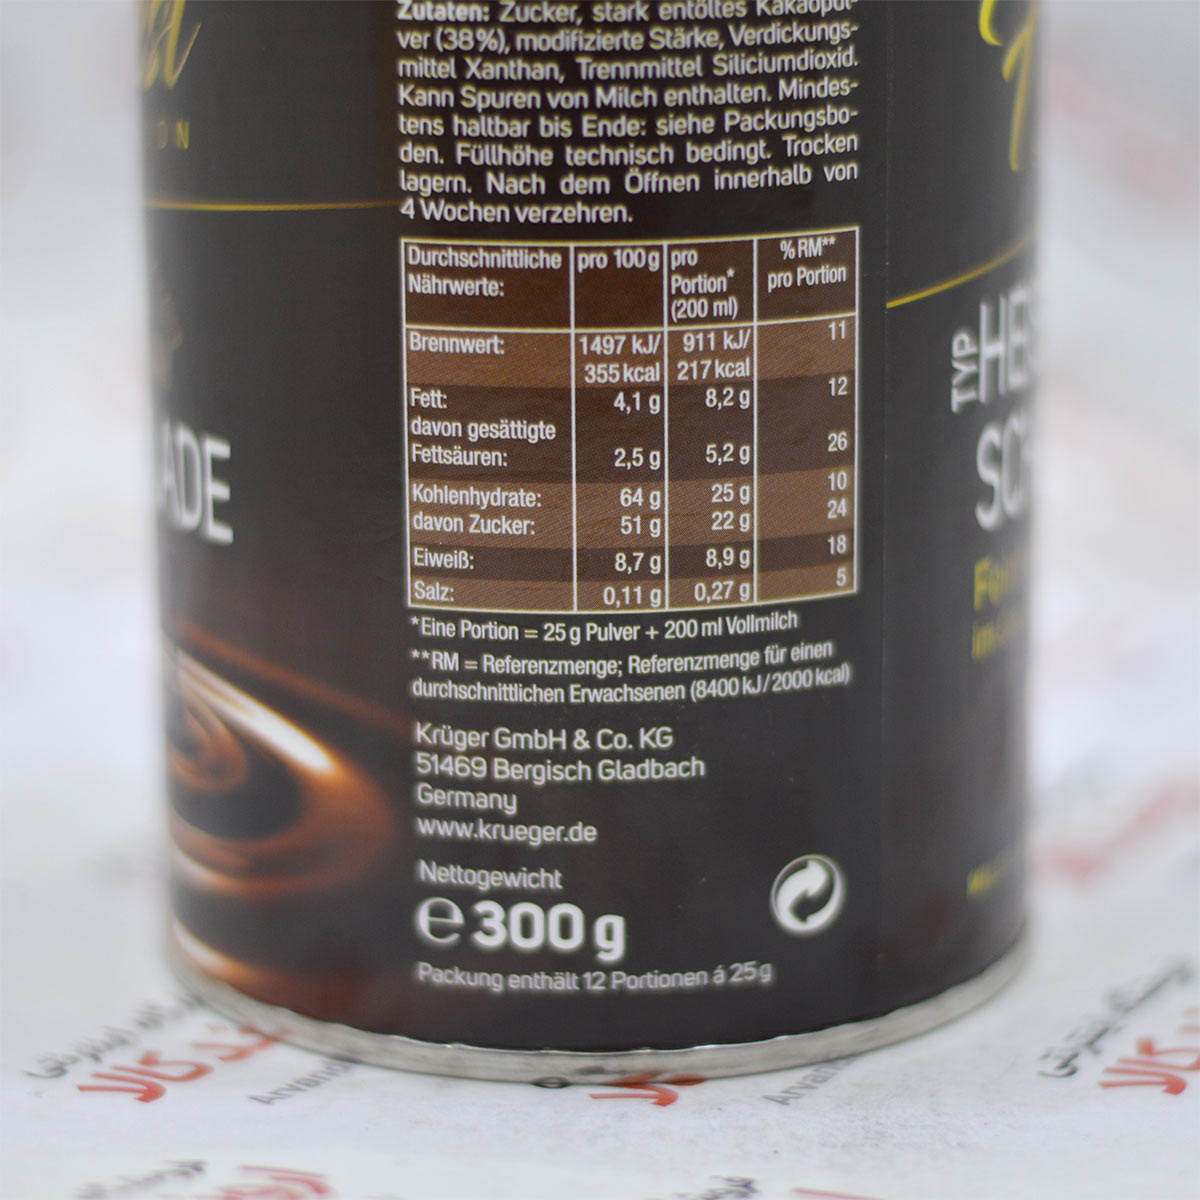 Zutaten: Zucker, stark entöltes Kakaopul-
ver (38%), modifizierte Stärke, Verdickungs-
mittel Xanthan, Trennmittel Siliciumdioxid.
Kann Spuren von Milch enthalten. Mindes-
tens haltbar bis Ende: siehe Packungsbo-
den. Füllhöhe technisch bedingt. Trocken
lagern. Nach dem Öffnen innerhalb von
4 Wochen verzehren.
Durchschnittliche Nährwerte: pro 100g pro Portion* (200 ml) % RM** pro Portion
Brennwert: 1497 kJ/ 911 kJ/ 11
355 kcal 217 kcal
Fett: 4,1 g 8,2 g 12
davon gesättigte
Fettsäuren: 2,5 g 5,2 g 26
Kohlenhydrate: 64 g 25 g 10
davon Zucker: 51 g 22 g 24
Eiweiß: 8,7 g 8,9 g 18
Salz: 0,11 g 0,27 g 5
*Eine Portion = 25 g Pulver + 200 ml Vollmilch
**RM = Referenzmenge; Referenzmenge für einen
durchschnittlichen Erwachsenen (8400 kJ/2000 kcal)
Krüger GmbH & Co. KG
51469 Bergisch Gladbach
Germany
www.krueger.de
Nettogewicht
℮ 300 g
Packung enthält 12 Portionen á 25 g
ADE
TYP